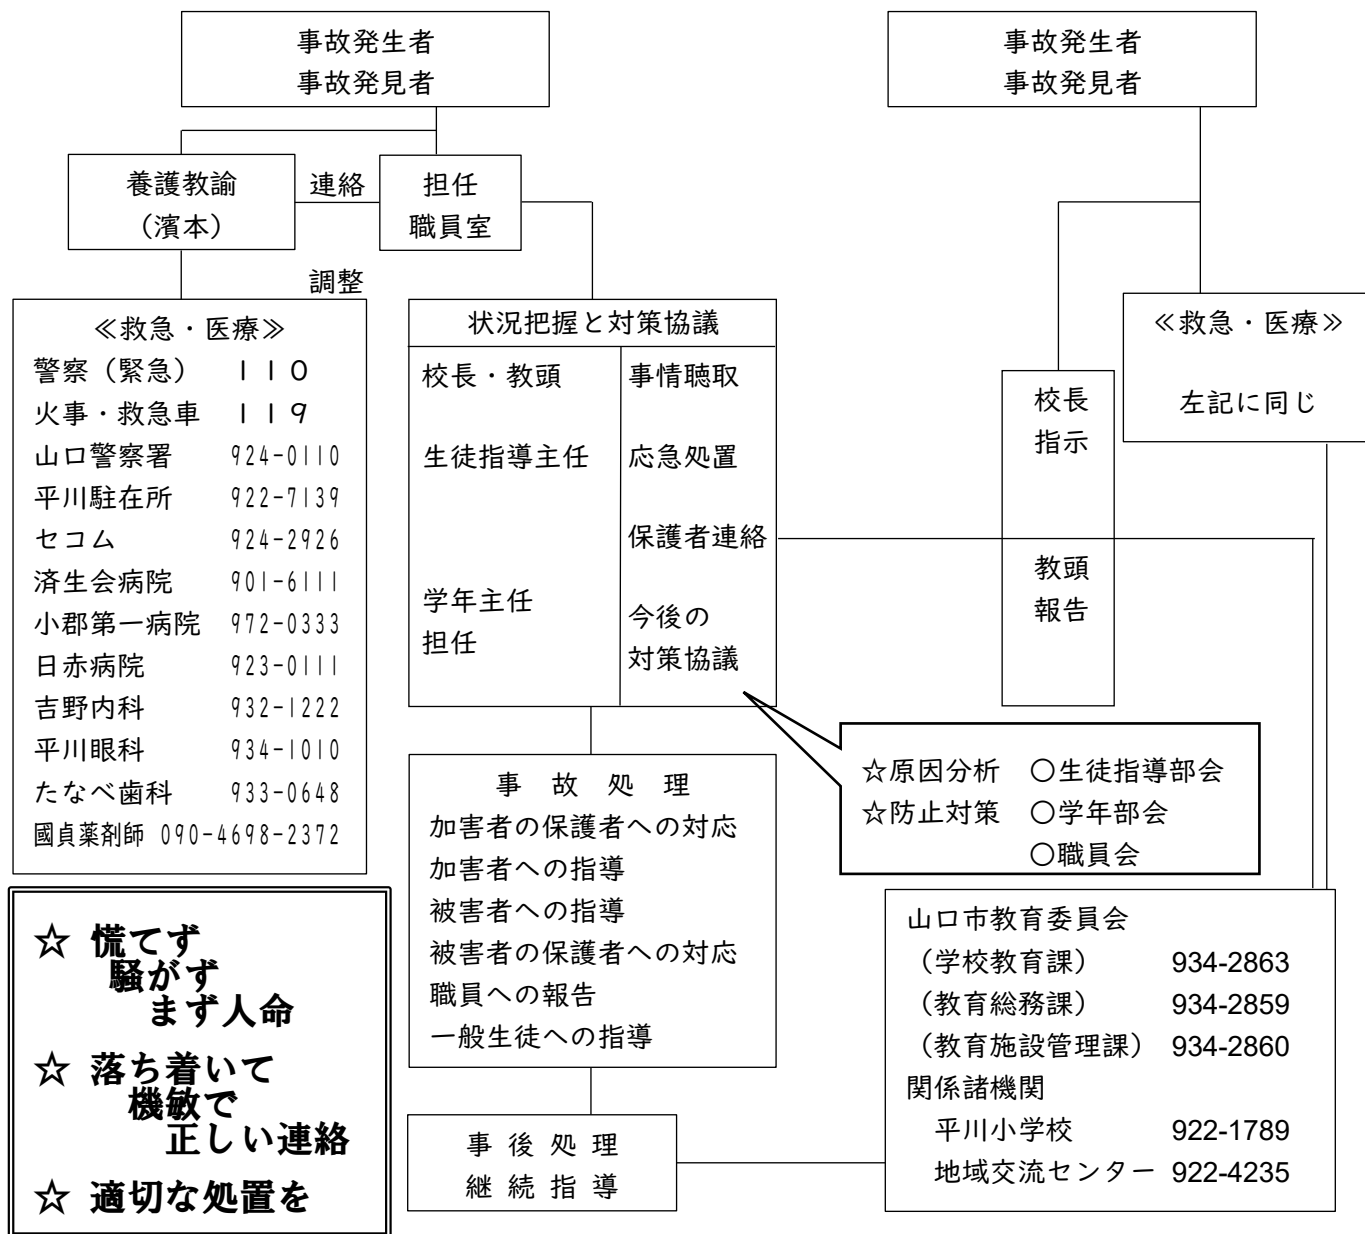 事故発生者
事故発見者
事故発生者
事故発見者
養護教諭
(濱本)
連絡
担任
職員室
調整
≪救急・医療≫
警察(緊急) 110
火事・救急車 119
山口警察署 924-0110
平川駐在所 922-7139
セコム 924-2926
済生会病院 901-6111
小郡第一病院 972-0333
日赤病院 923-0111
吉野内科 932-1222
平川眼科 934-1010
たなべ歯科 933-0648
國貞薬剤師 090-4698-2372
状況把握と対策協議
校長・教頭
生徒指導主任
学年主任
担任
事情聴取
応急処置
保護者連絡
今後の
対策協議
校長
指示
教頭
報告
≪救急・医療≫
左記に同じ
☆原因分析 ○生徒指導部会
☆防止対策 ○学年部会
○職員会
事故処理
加害者の保護者への対応
加害者への指導
被害者への指導
被害者の保護者への対応
職員への報告
一般生徒への指導
事後処理
継続指導
山口市教育委員会
(学校教育課) 934-2863
(教育総務課) 934-2859
(教育施設管理課) 934-2860
関係諸機関
平川小学校 922-1789
地域交流センター 922-4235
☆ 慌てず
騒がず
まず人命
☆ 落ち着いて
機敏で
正しい連絡
☆ 適切な処置を